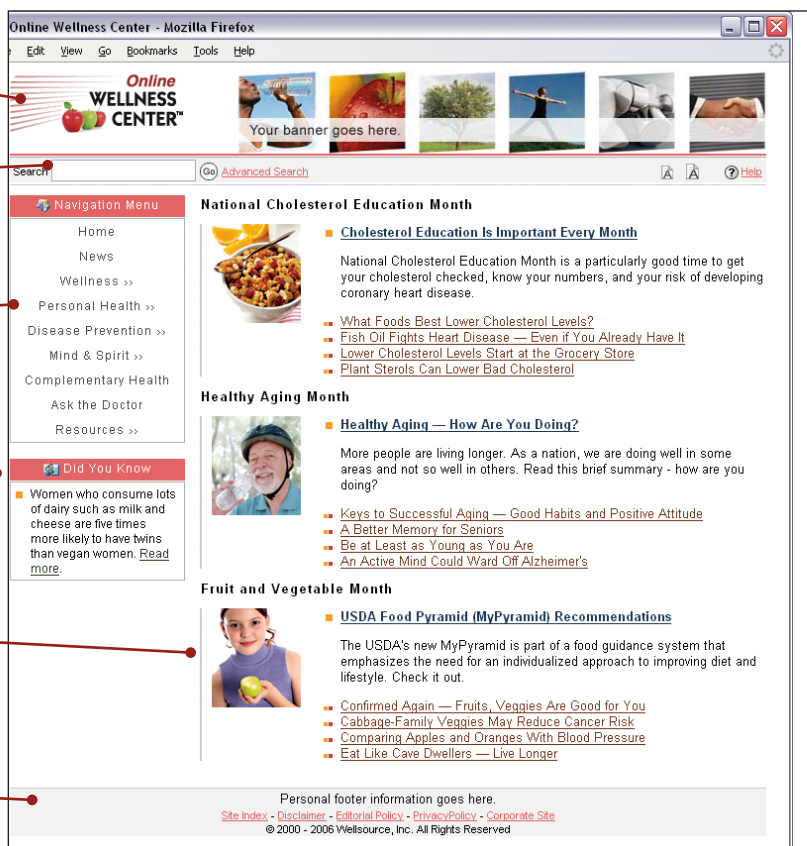 Online Wellness Center - Mozilla Firefox
Edit View Go Bookmarks Tools Help
Online
WELLNESS
CENTER™
Your banner goes here.
Search Go Advanced Search A A ? Help
Navigation Menu
Home
News
Wellness ››
Personal Health ››
Disease Prevention ››
Mind & Spirit ››
Complementary Health
Ask the Doctor
Resources ››
Did You Know
Women who consume lots
of dairy such as milk and
cheese are five times
more likely to have twins
than vegan women. Read
more.
National Cholesterol Education Month
Cholesterol Education Is Important Every Month
National Cholesterol Education Month is a particularly good time to get
your cholesterol checked, know your numbers, and your risk of developing
coronary heart disease.
What Foods Best Lower Cholesterol Levels?
Fish Oil Fights Heart Disease — Even if You Already Have It
Lower Cholesterol Levels Start at the Grocery Store
Plant Sterols Can Lower Bad Cholesterol
Healthy Aging Month
Healthy Aging — How Are You Doing?
More people are living longer. As a nation, we are doing well in some
areas and not so well in others. Read this brief summary - how are you
doing?
Keys to Successful Aging — Good Habits and Positive Attitude
A Better Memory for Seniors
Be at Least as Young as You Are
An Active Mind Could Ward Off Alzheimer's
Fruit and Vegetable Month
USDA Food Pyramid (MyPyramid) Recommendations
The USDA's new MyPyramid is part of a food guidance system that
emphasizes the need for an individualized approach to improving diet and
lifestyle. Check it out.
Confirmed Again — Fruits, Veggies Are Good for You
Cabbage-Family Veggies May Reduce Cancer Risk
Comparing Apples and Oranges With Blood Pressure
Eat Like Cave Dwellers — Live Longer
Personal footer information goes here.
Site Index - Disclaimer - Editorial Policy - PrivacyPolicy - Corporate Site
© 2000 - 2006 Wellsource, Inc. All Rights Reserved